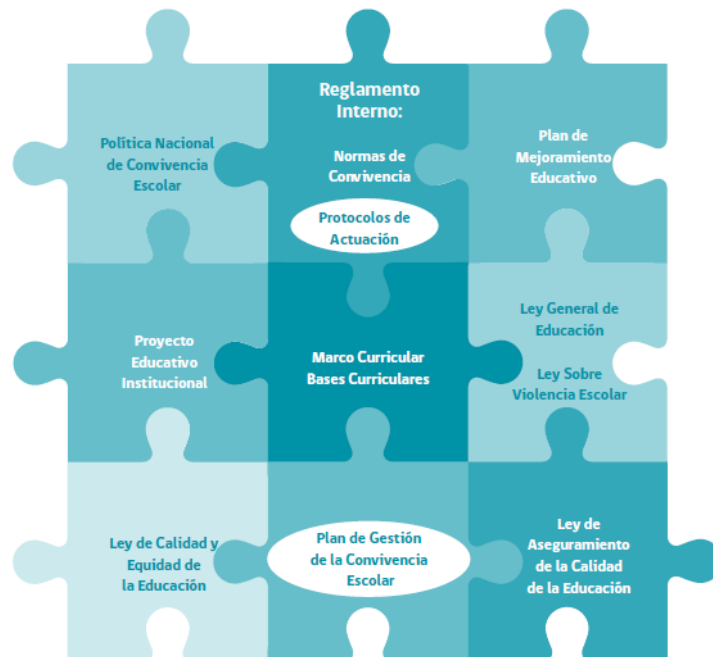 Política Nacional
de Convivencia
Escolar
Reglamento
Interno:
Normas de
Convivencia
Protocolos de
Actuación
Plan de
Mejoramiento
Educativo
Proyecto
Educativo
Institucional
Marco Curricular
Bases Curriculares
Ley General de
Educación
Ley Sobre
Violencia Escolar
Ley de Calidad y
Equidad de
la Educación
Plan de Gestión
de la Convivencia
Escolar
Ley de
Aseguramiento
de la Calidad
de la Educación